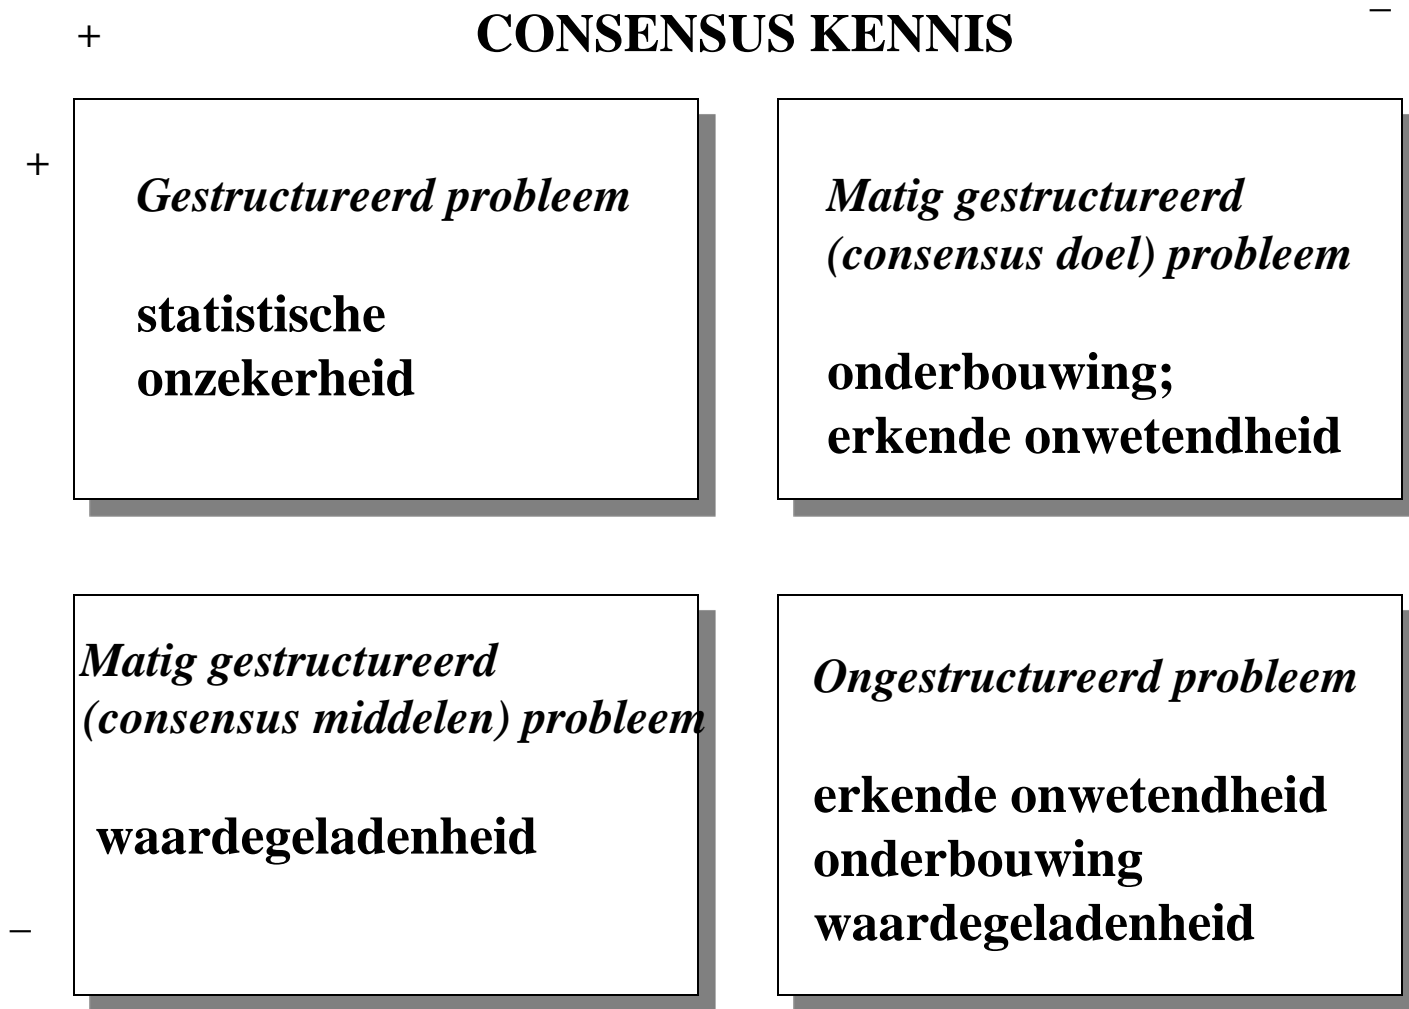 + CONSENSUS KENNIS –
+
Gestructureerd probleem
statistische
onzekerheid
Matig gestructureerd
(consensus doel) probleem
onderbouwing;
erkende onwetendheid
Matig gestructureerd
(consensus middelen) probleem
waardegeladenheid
–
Ongestructureerd probleem
erkende onwetendheid
onderbouwing
waardegeladenheid